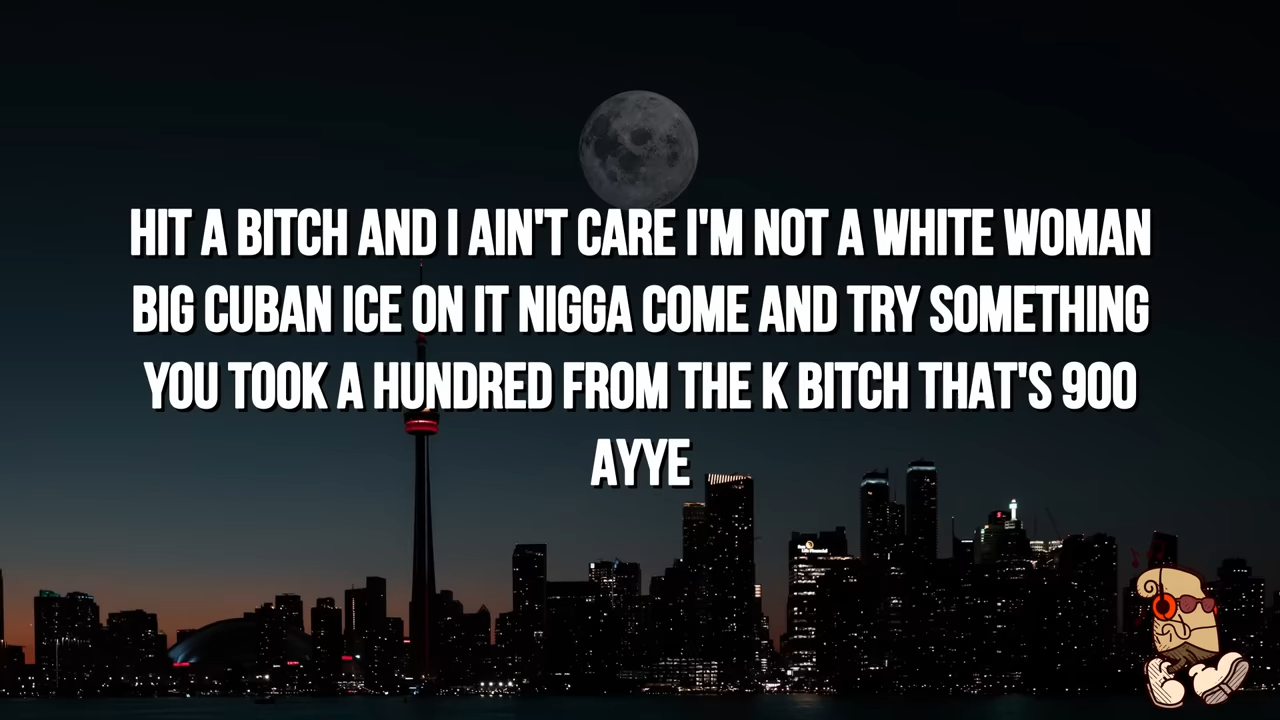 HIT A BITCH AND I AIN'T CARE I'M NOT A WHITE WOMAN
BIG CUBAN ICE ON IT NIGGA COME AND TRY SOMETHING
YOU TOOK A HUNDRED FROM THE K BITCH THAT'S 900
AYYE